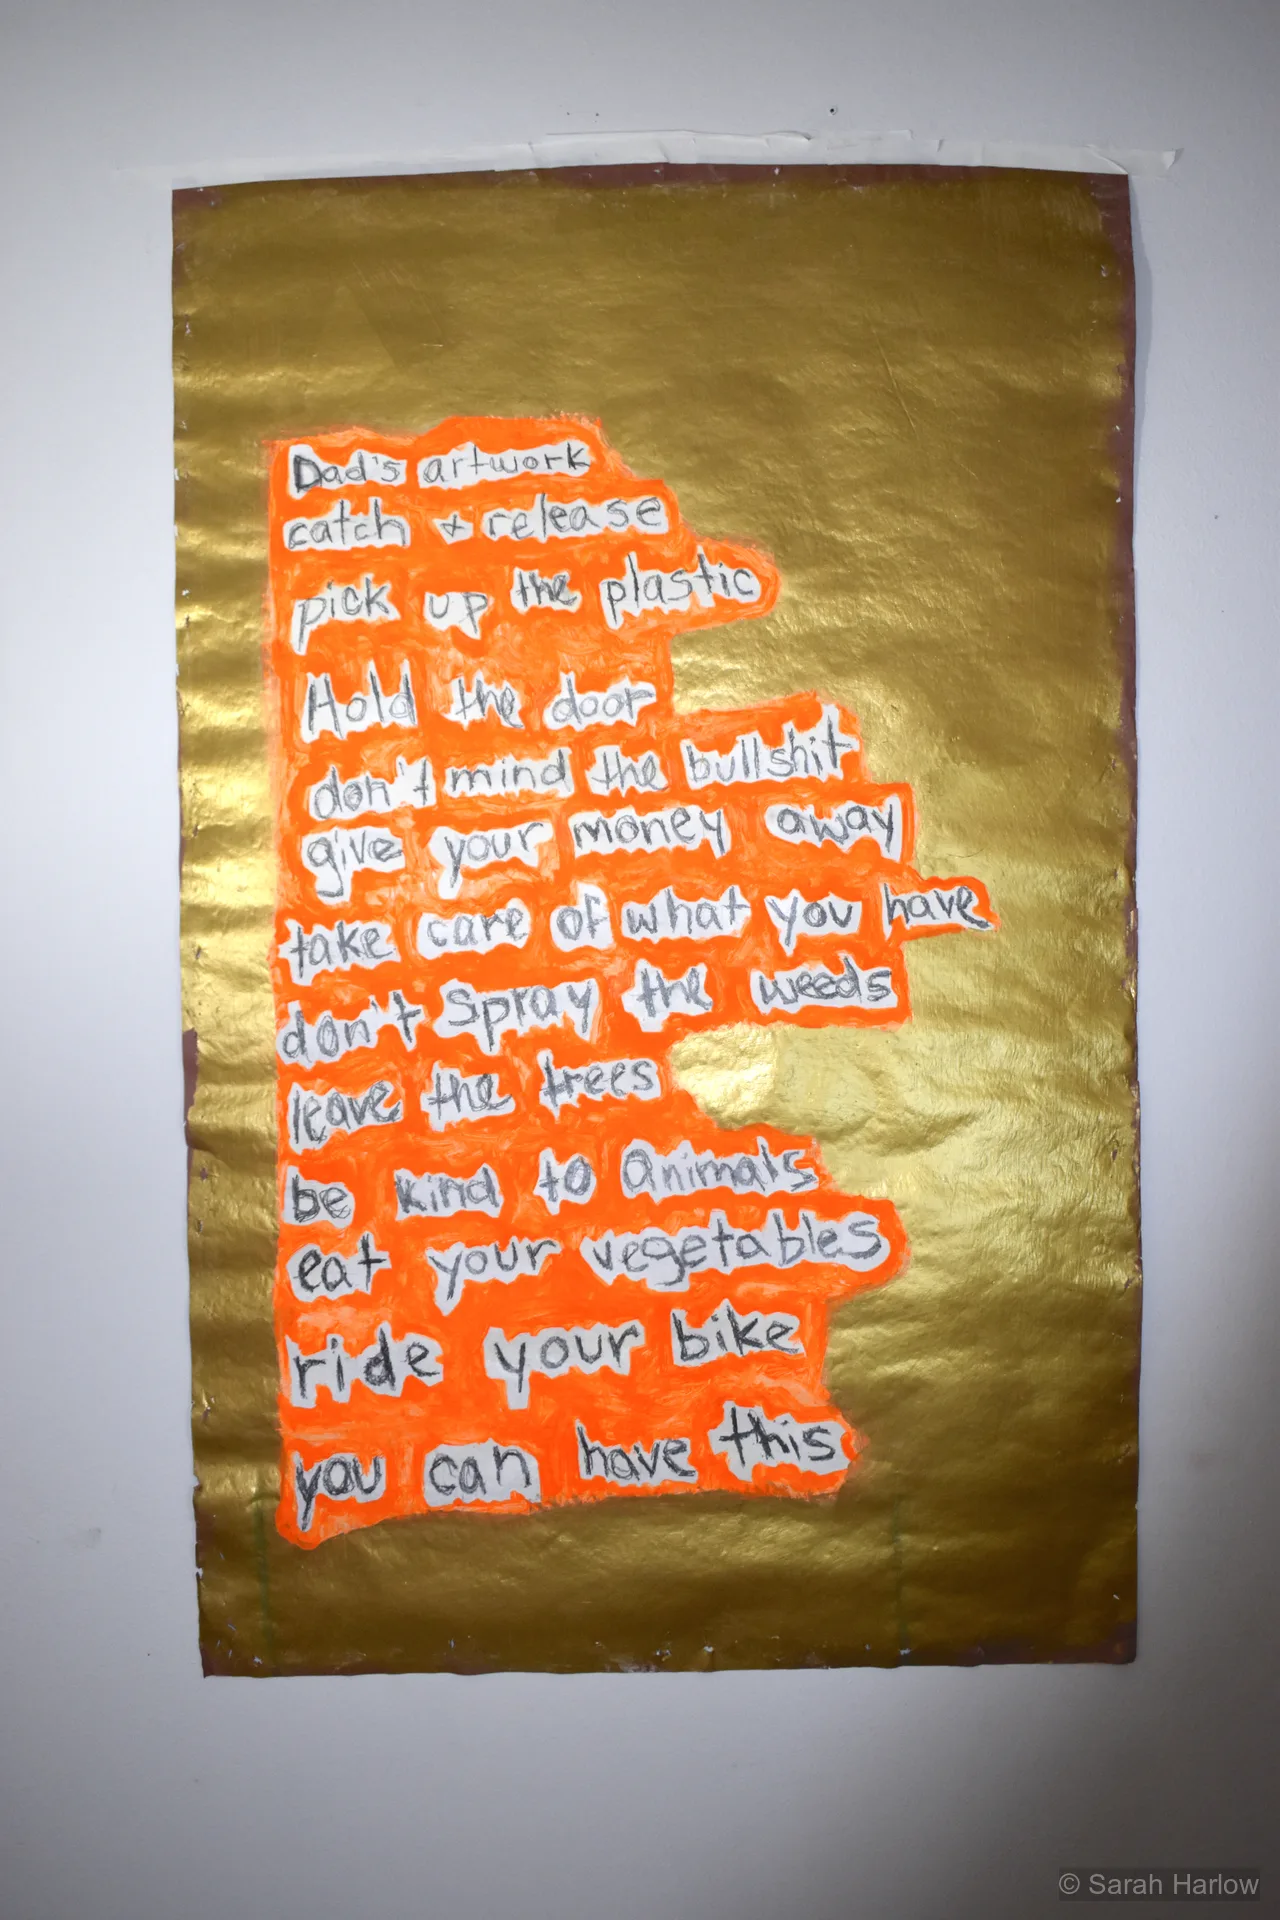 Dad's artwork
catch & release
pick up the plastic
Hold the door
don't mind the bullshit
give your money away
take care of what you have
don't spray the weeds
leave the trees
be kind to animals
eat your vegetables
ride your bike
you can have this
© Sarah Harlow